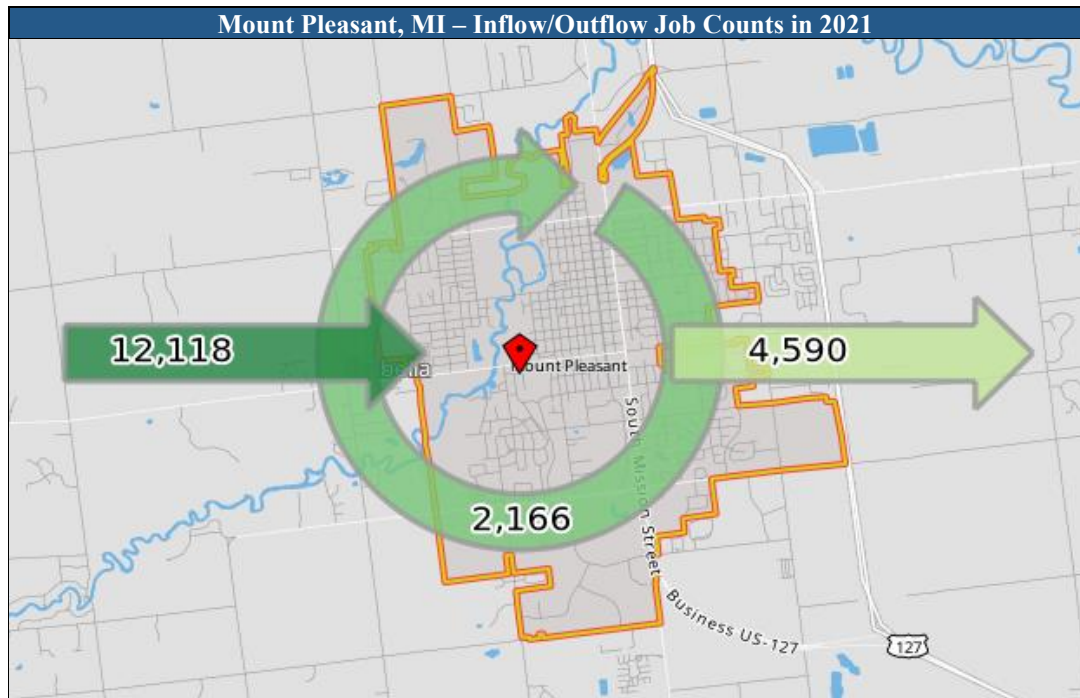 Mount Pleasant, MI – Inflow/Outflow Job Counts in 2021
12,118
4,590
Mount Pleasant
2,166
South Mission Street
Business US-127
127